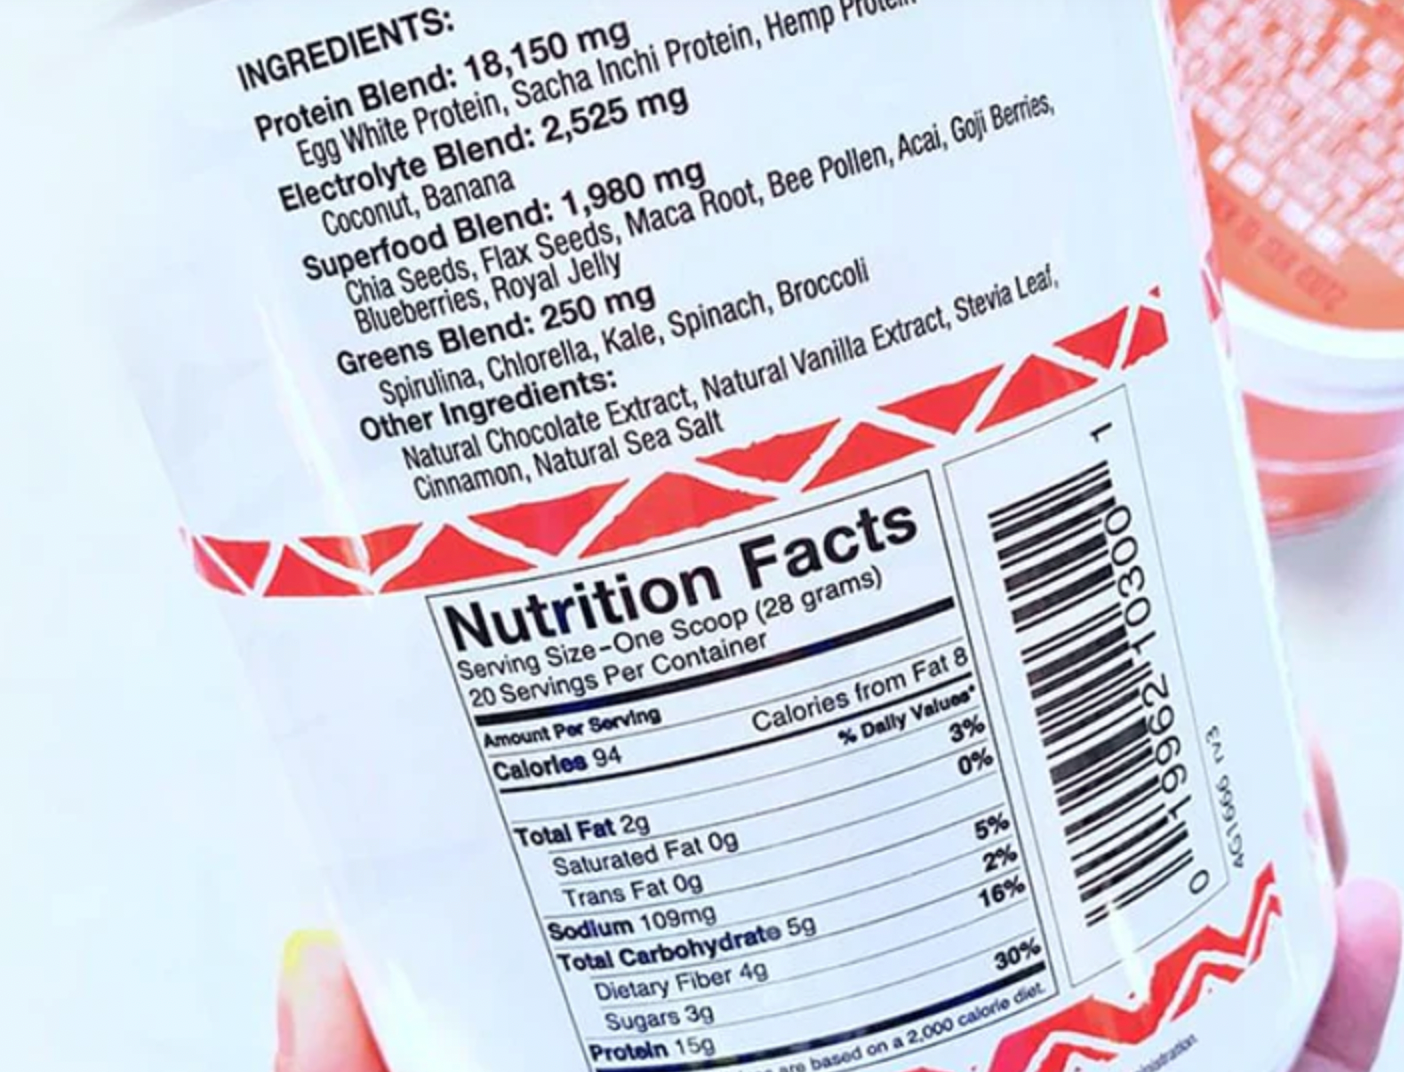 INGREDIENTS:
Protein Blend: 18,150 mg
Egg White Protein, Sacha Inchi Protein, Hemp Protein
Electrolyte Blend: 2,525 mg
Coconut, Banana
Superfood Blend: 1,980 mg
Chia Seeds, Flax Seeds, Maca Root, Bee Pollen, Acai, Goji Berries,
Blueberries, Royal Jelly
Greens Blend: 250 mg
Spirulina, Chlorella, Kale, Spinach, Broccoli
Other Ingredients:
Natural Chocolate Extract, Natural Vanilla Extract, Stevia Leaf,
Cinnamon, Natural Sea Salt
Nutrition Facts
Serving Size-One Scoop (28 grams)
20 Servings Per Container
Amount Per Serving
Calories 94 Calories from Fat 8
% Daily Values*
Total Fat 2g 3%
Saturated Fat 0g 0%
Trans Fat 0g
Sodium 109mg 5%
Total Carbohydrate 5g 2%
Dietary Fiber 4g 16%
Sugars 3g
Protein 15g 30%
are based on a 2,000 calorie diet.
0 19962 10300 1
4G1666 rv3